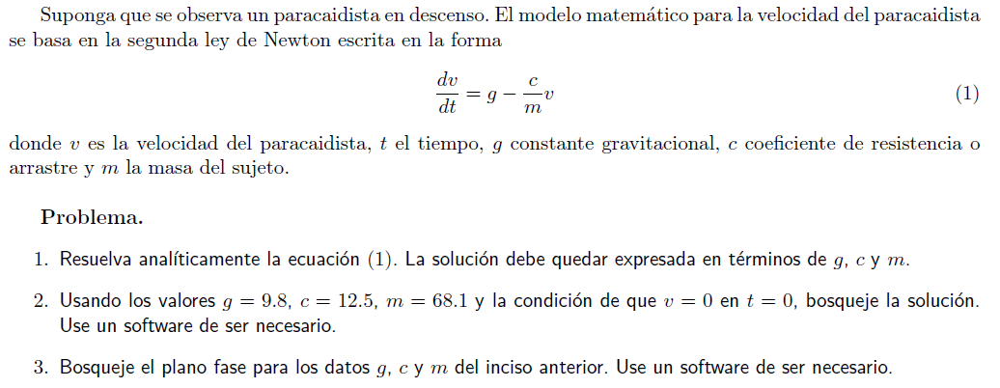 Suponga que se observa un paracaidista en descenso. El modelo matemático para la velocidad del paracaidista
se basa en la segunda ley de Newton escrita en la forma
dv/dt = g − c/m v (1)
donde v es la velocidad del paracaidista, t el tiempo, g constante gravitacional, c coeficiente de resistencia o
arrastre y m la masa del sujeto.
Problema.
1. Resuelva analíticamente la ecuación (1). La solución debe quedar expresada en términos de g, c y m.
2. Usando los valores g = 9.8, c = 12.5, m = 68.1 y la condición de que v = 0 en t = 0, bosqueje la solución.
Use un software de ser necesario.
3. Bosqueje el plano fase para los datos g, c y m del inciso anterior. Use un software de ser necesario.